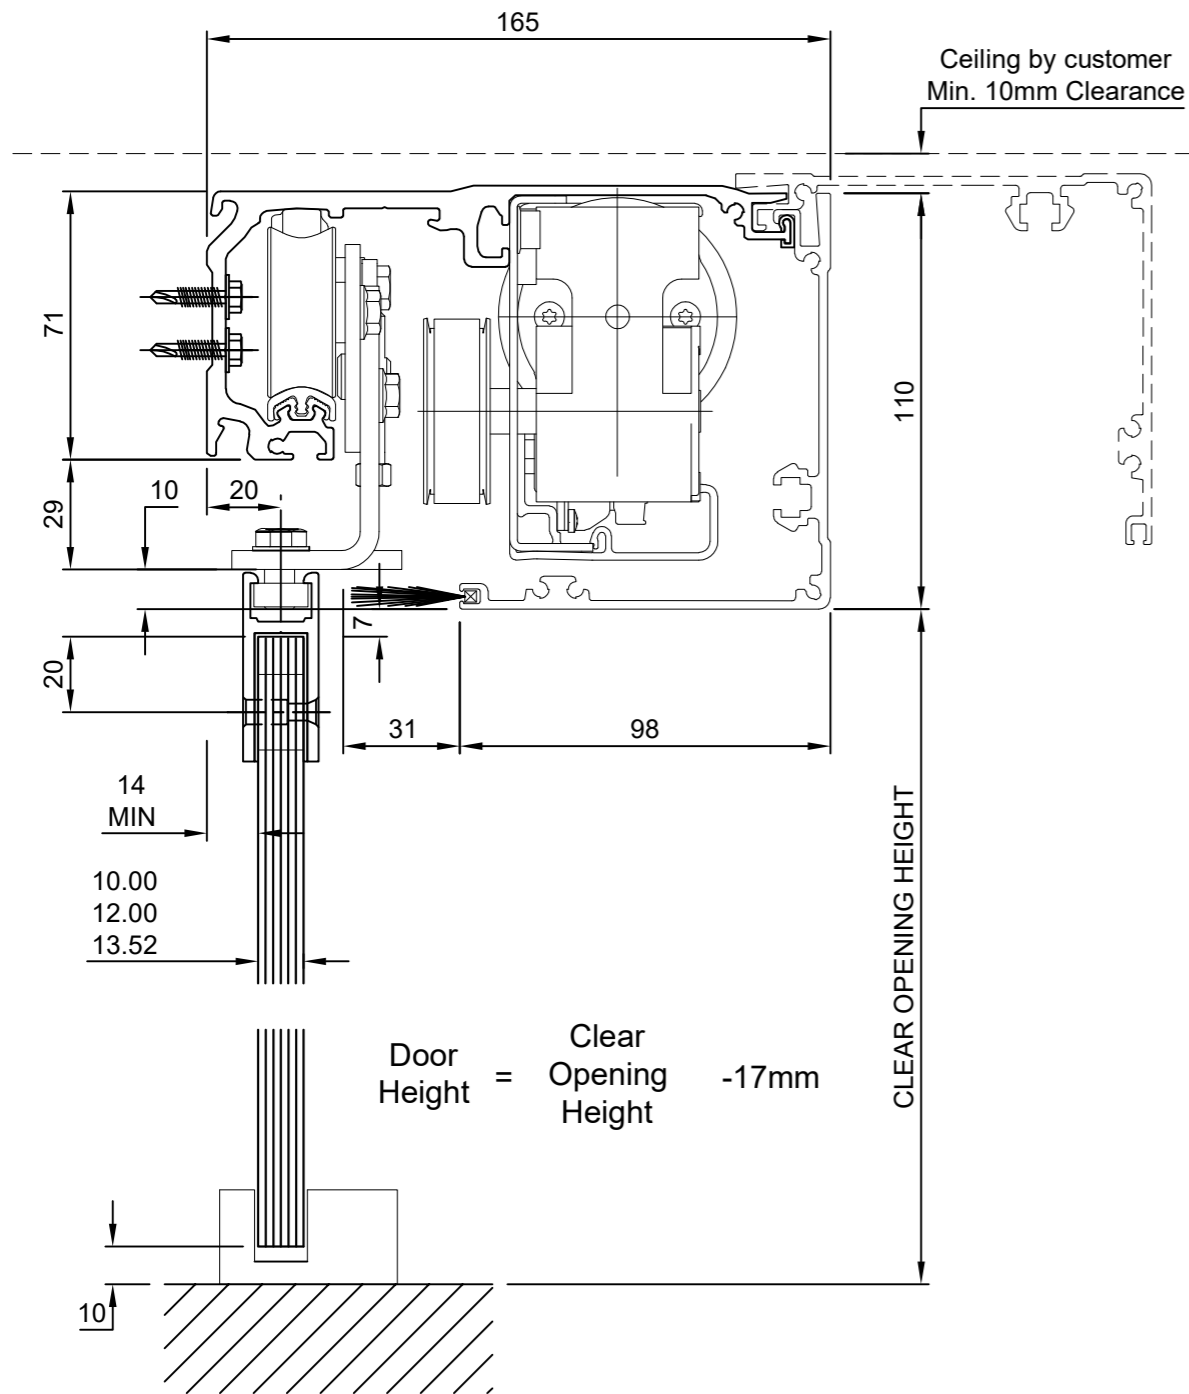 165
Ceiling by customer
Min. 10mm Clearance
71
110
10
20
29
7
20
31
98
14
MIN
10.00
12.00
13.52
CLEAR OPENING HEIGHT
Door
Height
=
Clear
Opening
Height
-17mm
10